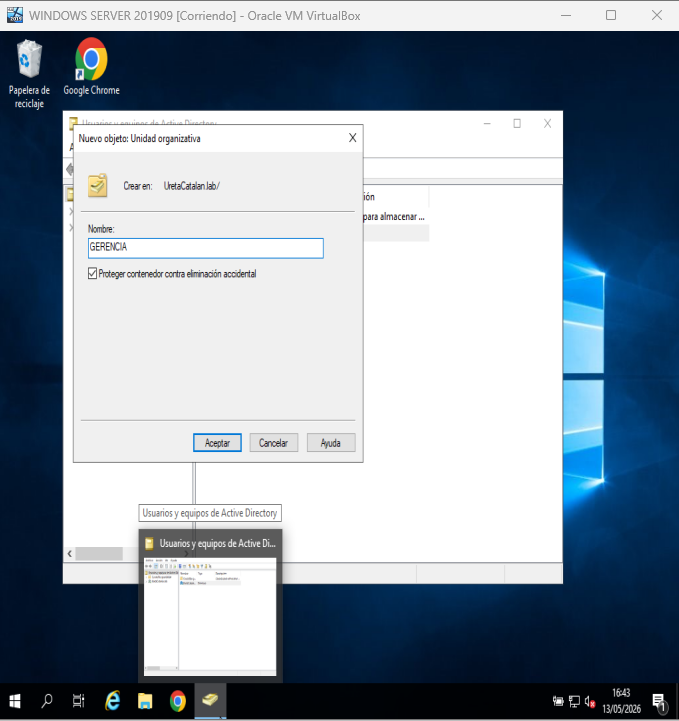 WINDOWS SERVER 201909 [Corriendo] - Oracle VM VirtualBox
Papelera de
reciclaje
Google Chrome
Usuarios y equipos de Active Directory
Nuevo objeto: Unidad organizativa
X
Crear en: UretaCatalan.lab/
ión
para almacenar ...
Nombre:
GERENCIA
Proteger contenedor contra eliminación accidental
Aceptar
Cancelar
Ayuda
Usuarios y equipos de Active Directory
Usuarios y equipos de Active Di...
16:43
13/05/2026
1